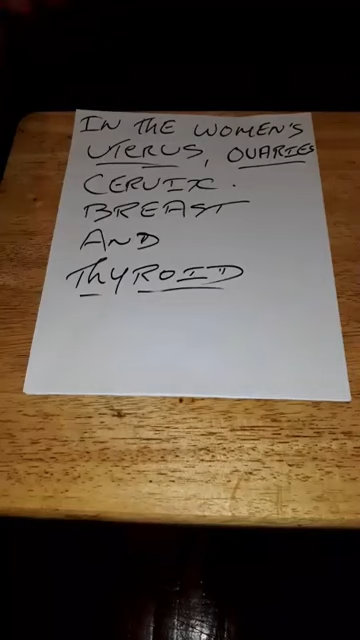 IN THE WOMEN'S
UTERUS, OVARIES
CERVIX.
BREAST
AND
THYROID